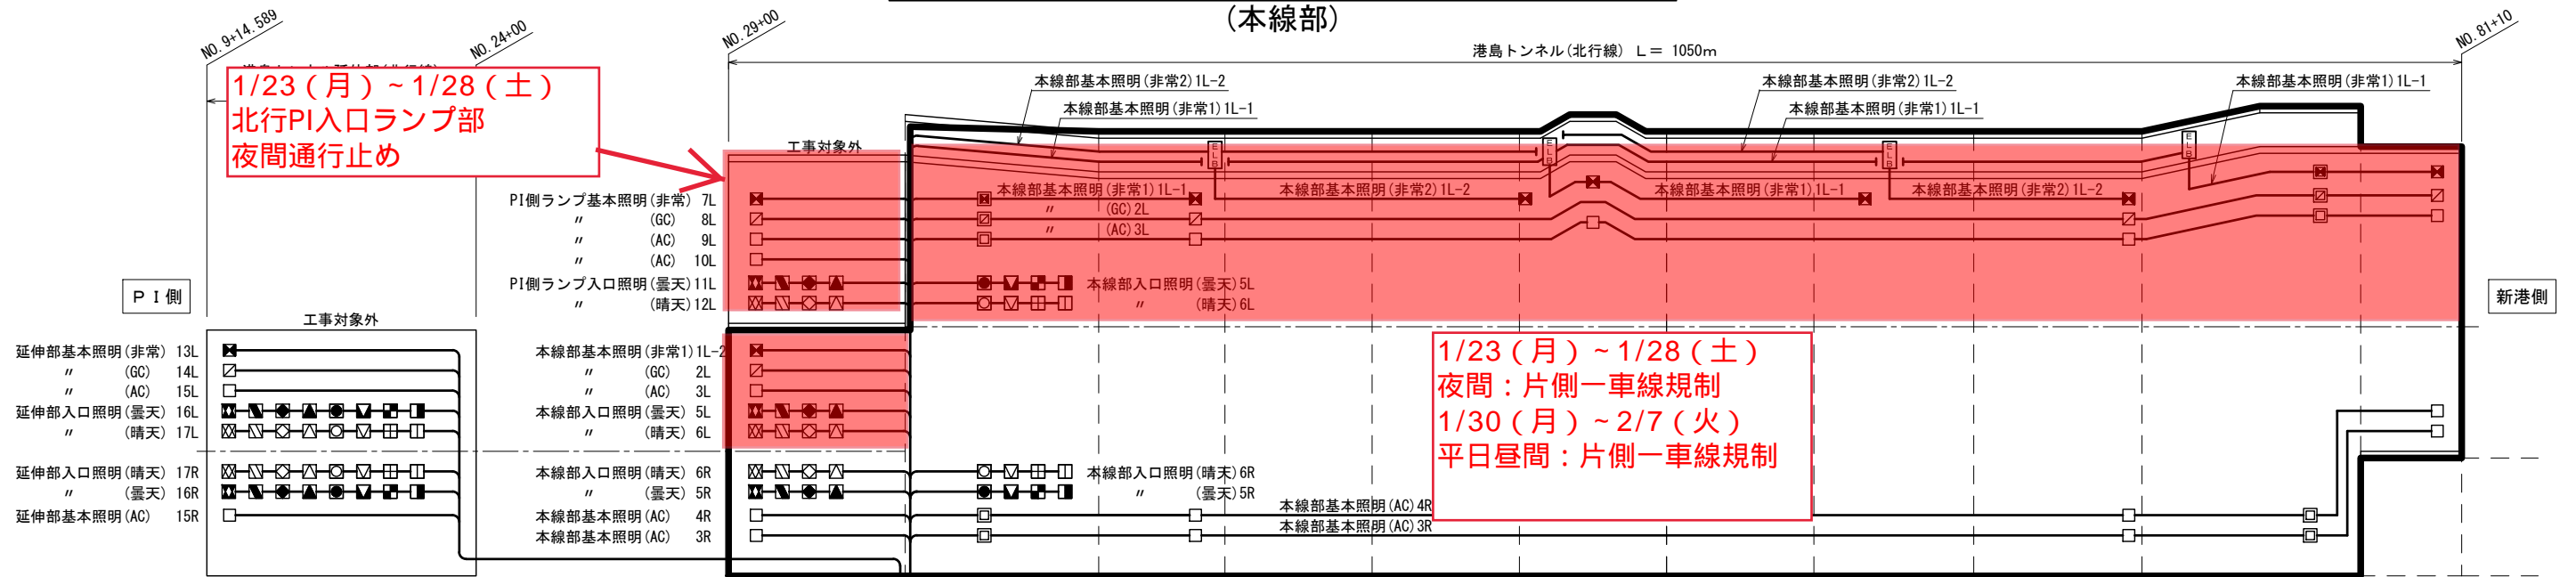 (本線部)
NO.9+14.589
NO.24+00
NO.29+00
NO.81+10
港島トンネル(北行線) L= 1050m
1/23(月)~1/28(土)
北行PI入口ランプ部
夜間通行止め
本線部基本照明(非常2)1L-2
本線部基本照明(非常1)1L-1
本線部基本照明(非常2)1L-2
本線部基本照明(非常1)1L-1
本線部基本照明(非常1)1L-1
工事対象外
ELB
ELB
ELB
ELB
PI側ランプ基本照明(非常) 7L
〃 (GC) 8L
〃 (AC) 9L
〃 (AC) 10L
PI側ランプ入口照明(曇天)11L
〃 (晴天)12L
本線部基本照明(非常1)1L-1
〃 (GC)2L
〃 (AC)3L
本線部基本照明(非常2)1L-2
本線部基本照明(非常1)1L-1
本線部基本照明(非常2)1L-2
本線部入口照明(曇天)5L
〃 (晴天)6L
PI側
新港側
工事対象外
延伸部基本照明(非常) 13L
〃 (GC) 14L
〃 (AC) 15L
延伸部入口照明(曇天) 16L
〃 (晴天) 17L
延伸部入口照明(晴天) 17R
〃 (曇天) 16R
延伸部基本照明(AC) 15R
本線部基本照明(非常1)1L-2
〃 (GC) 2L
〃 (AC) 3L
本線部入口照明(曇天) 5L
〃 (晴天) 6L
本線部入口照明(晴天) 6R
〃 (曇天) 5R
本線部基本照明(AC) 4R
本線部基本照明(AC) 3R
本線部入口照明(晴天)6R
〃 (曇天)5R
本線部基本照明(AC)4R
本線部基本照明(AC)3R
1/23(月)~1/28(土)
夜間:片側一車線規制
1/30(月)~2/7(火)
平日昼間:片側一車線規制